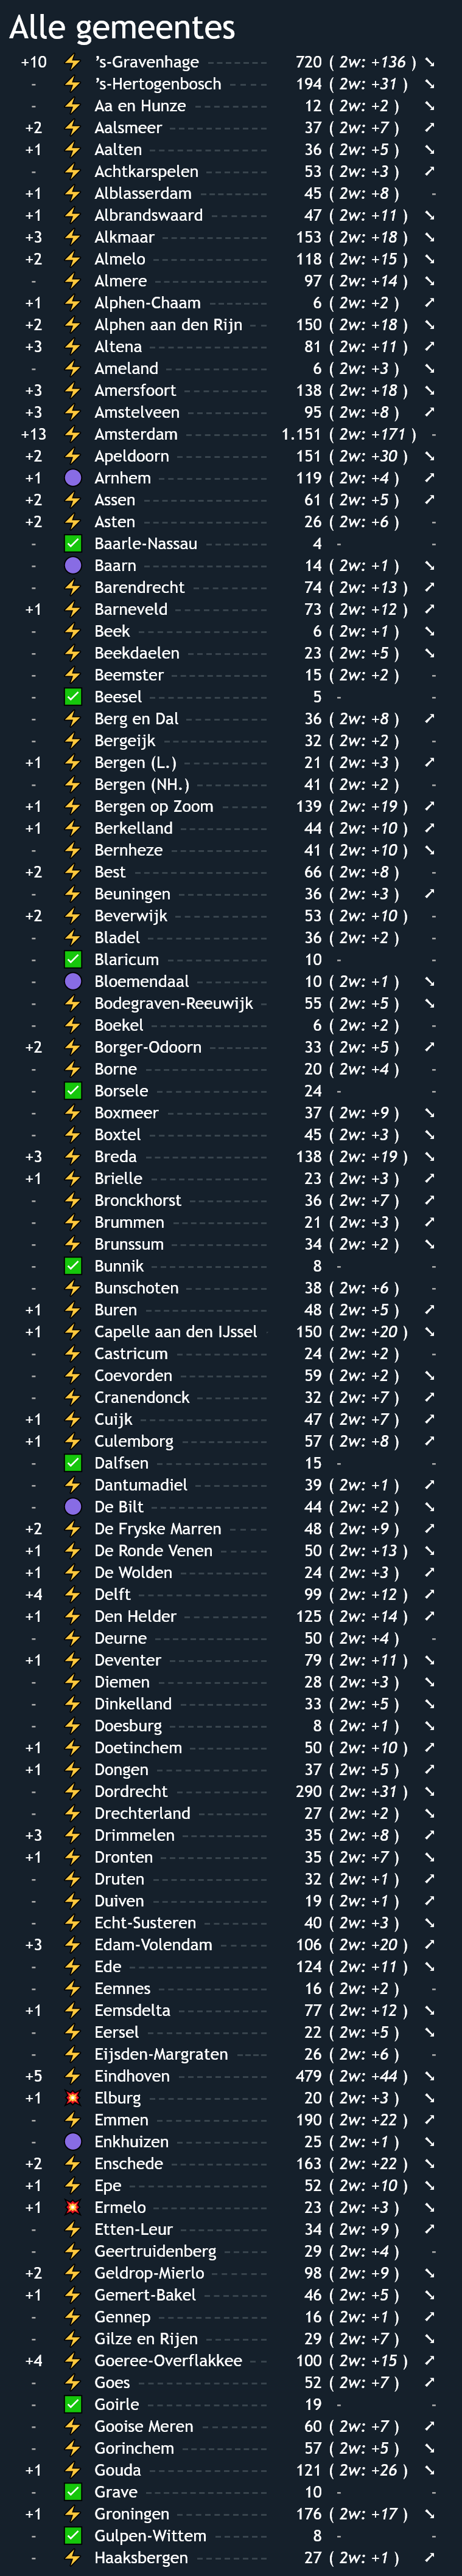 Alle gemeentes
+10 ⚡ ’s-Gravenhage 720 ( 2w: +136 ) ➘
- ⚡ ’s-Hertogenbosch 194 ( 2w: +31 ) ➘
- ⚡ Aa en Hunze 12 ( 2w: +2 ) ➘
+2 ⚡ Aalsmeer 37 ( 2w: +7 ) ➚
+1 ⚡ Aalten 36 ( 2w: +5 ) ➘
- ⚡ Achtkarspelen 53 ( 2w: +3 ) ➚
+1 ⚡ Alblasserdam 45 ( 2w: +8 ) -
+1 ⚡ Albrandswaard 47 ( 2w: +11 ) ➘
+3 ⚡ Alkmaar 153 ( 2w: +18 ) ➘
+2 ⚡ Almelo 118 ( 2w: +15 ) ➘
- ⚡ Almere 97 ( 2w: +14 ) ➘
+1 ⚡ Alphen-Chaam 6 ( 2w: +2 ) ➚
+2 ⚡ Alphen aan den Rijn 150 ( 2w: +18 ) ➘
+3 ⚡ Altena 81 ( 2w: +11 ) ➚
- ⚡ Ameland 6 ( 2w: +3 ) ➘
+3 ⚡ Amersfoort 138 ( 2w: +18 ) ➘
+3 ⚡ Amstelveen 95 ( 2w: +8 ) ➚
+13 ⚡ Amsterdam 1.151 ( 2w: +171 ) -
+2 ⚡ Apeldoorn 151 ( 2w: +30 ) ➘
+1 🟣 Arnhem 119 ( 2w: +4 ) ➚
+2 ⚡ Assen 61 ( 2w: +5 ) ➚
+2 ⚡ Asten 26 ( 2w: +6 ) -
- ✅ Baarle-Nassau 4 - -
- 🟣 Baarn 14 ( 2w: +1 ) ➘
- ⚡ Barendrecht 74 ( 2w: +13 ) ➚
+1 ⚡ Barneveld 73 ( 2w: +12 ) ➚
- ⚡ Beek 6 ( 2w: +1 ) ➘
- ⚡ Beekdaelen 23 ( 2w: +5 ) ➘
- ⚡ Beemster 15 ( 2w: +2 ) -
- ✅ Beesel 5 - -
- ⚡ Berg en Dal 36 ( 2w: +8 ) ➚
- ⚡ Bergeijk 32 ( 2w: +2 ) -
+1 ⚡ Bergen (L.) 21 ( 2w: +3 ) ➚
- ⚡ Bergen (NH.) 41 ( 2w: +2 ) -
+1 ⚡ Bergen op Zoom 139 ( 2w: +19 ) ➚
+1 ⚡ Berkelland 44 ( 2w: +10 ) ➚
- ⚡ Bernheze 41 ( 2w: +10 ) ➘
+2 ⚡ Best 66 ( 2w: +8 ) -
- ⚡ Beuningen 36 ( 2w: +3 ) ➚
+2 ⚡ Beverwijk 53 ( 2w: +10 ) -
- ⚡ Bladel 36 ( 2w: +2 ) -
- ✅ Blaricum 10 - -
- 🟣 Bloemendaal 10 ( 2w: +1 ) ➘
- ⚡ Bodegraven-Reeuwijk 55 ( 2w: +5 ) ➘
- ⚡ Boekel 6 ( 2w: +2 ) -
+2 ⚡ Borger-Odoorn 33 ( 2w: +5 ) ➚
- ⚡ Borne 20 ( 2w: +4 ) -
- ✅ Borsele 24 - -
- ⚡ Boxmeer 37 ( 2w: +9 ) ➘
- ⚡ Boxtel 45 ( 2w: +3 ) ➘
+3 ⚡ Breda 138 ( 2w: +19 ) ➘
+1 ⚡ Brielle 23 ( 2w: +3 ) ➚
- ⚡ Bronckhorst 36 ( 2w: +7 ) ➚
- ⚡ Brummen 21 ( 2w: +3 ) ➚
- ⚡ Brunssum 34 ( 2w: +2 ) ➘
- ✅ Bunnik 8 - -
- ⚡ Bunschoten 38 ( 2w: +6 ) -
+1 ⚡ Buren 48 ( 2w: +5 ) ➚
+1 ⚡ Capelle aan den IJssel 150 ( 2w: +20 ) ➘
- ⚡ Castricum 24 ( 2w: +2 ) -
- ⚡ Coevorden 59 ( 2w: +2 ) ➘
- ⚡ Cranendonck 32 ( 2w: +7 ) ➚
+1 ⚡ Cuijk 47 ( 2w: +7 ) ➚
+1 ⚡ Culemborg 57 ( 2w: +8 ) ➚
- ✅ Dalfsen 15 - -
- ⚡ Dantumadiel 39 ( 2w: +1 ) ➚
- 🟣 De Bilt 44 ( 2w: +2 ) ➘
+2 ⚡ De Fryske Marren 48 ( 2w: +9 ) ➚
+1 ⚡ De Ronde Venen 50 ( 2w: +13 ) ➘
+1 ⚡ De Wolden 24 ( 2w: +3 ) ➚
+4 ⚡ Delft 99 ( 2w: +12 ) ➚
+1 ⚡ Den Helder 125 ( 2w: +14 ) ➚
- ⚡ Deurne 50 ( 2w: +4 ) -
+1 ⚡ Deventer 79 ( 2w: +11 ) ➘
- ⚡ Diemen 28 ( 2w: +3 ) ➘
- ⚡ Dinkelland 33 ( 2w: +5 ) ➘
- ⚡ Doesburg 8 ( 2w: +1 ) ➘
+1 ⚡ Doetinchem 50 ( 2w: +10 ) ➚
+1 ⚡ Dongen 37 ( 2w: +5 ) ➚
- ⚡ Dordrecht 290 ( 2w: +31 ) ➘
- ⚡ Drechterland 27 ( 2w: +2 ) ➘
+3 ⚡ Drimmelen 35 ( 2w: +8 ) ➚
+1 ⚡ Dronten 35 ( 2w: +7 ) ➘
- ⚡ Druten 32 ( 2w: +1 ) ➚
- ⚡ Duiven 19 ( 2w: +1 ) ➚
- ⚡ Echt-Susteren 40 ( 2w: +3 ) ➘
+3 ⚡ Edam-Volendam 106 ( 2w: +20 ) ➚
- ⚡ Ede 124 ( 2w: +11 ) ➘
- ⚡ Eemnes 16 ( 2w: +2 ) -
+1 ⚡ Eemsdelta 77 ( 2w: +12 ) ➘
- ⚡ Eersel 22 ( 2w: +5 ) ➘
- ⚡ Eijsden-Margraten 26 ( 2w: +6 ) -
+5 ⚡ Eindhoven 479 ( 2w: +44 ) ➘
+1 💥 Elburg 20 ( 2w: +3 ) ➘
- ⚡ Emmen 190 ( 2w: +22 ) ➚
- 🟣 Enkhuizen 25 ( 2w: +1 ) ➘
+2 ⚡ Enschede 163 ( 2w: +22 ) ➘
+1 ⚡ Epe 52 ( 2w: +10 ) ➘
+1 💥 Ermelo 23 ( 2w: +3 ) ➘
- ⚡ Etten-Leur 34 ( 2w: +9 ) ➚
- ⚡ Geertruidenberg 29 ( 2w: +4 ) -
+2 ⚡ Geldrop-Mierlo 98 ( 2w: +9 ) ➘
+1 ⚡ Gemert-Bakel 46 ( 2w: +5 ) ➘
- ⚡ Gennep 16 ( 2w: +1 ) ➚
- ⚡ Gilze en Rijen 29 ( 2w: +7 ) ➘
+4 ⚡ Goeree-Overflakkee 100 ( 2w: +15 ) ➚
- ⚡ Goes 52 ( 2w: +7 ) ➚
- ✅ Goirle 19 - -
- ⚡ Gooise Meren 60 ( 2w: +7 ) ➚
- ⚡ Gorinchem 57 ( 2w: +5 ) ➘
+1 ⚡ Gouda 121 ( 2w: +26 ) ➘
- ✅ Grave 10 - -
+1 ⚡ Groningen 176 ( 2w: +17 ) ➘
- ✅ Gulpen-Wittem 8 - -
- ⚡ Haaksbergen 27 ( 2w: +1 ) ➚